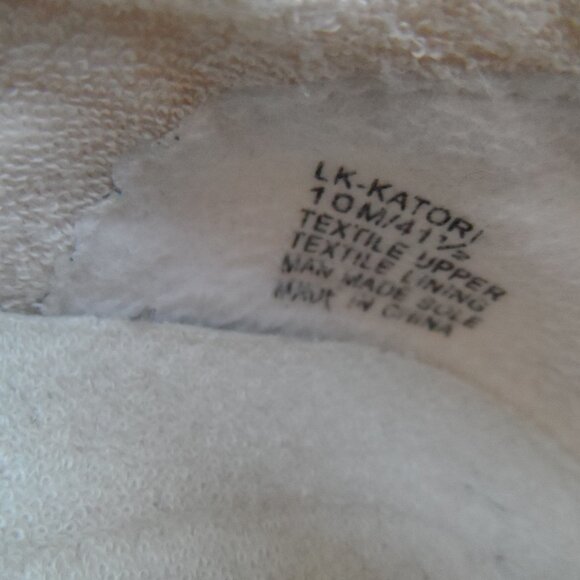 LK-KATORI
10M/41½
TEXTILE UPPER
TEXTILE LINING
MAN MADE SOLE
MADE IN CHINA